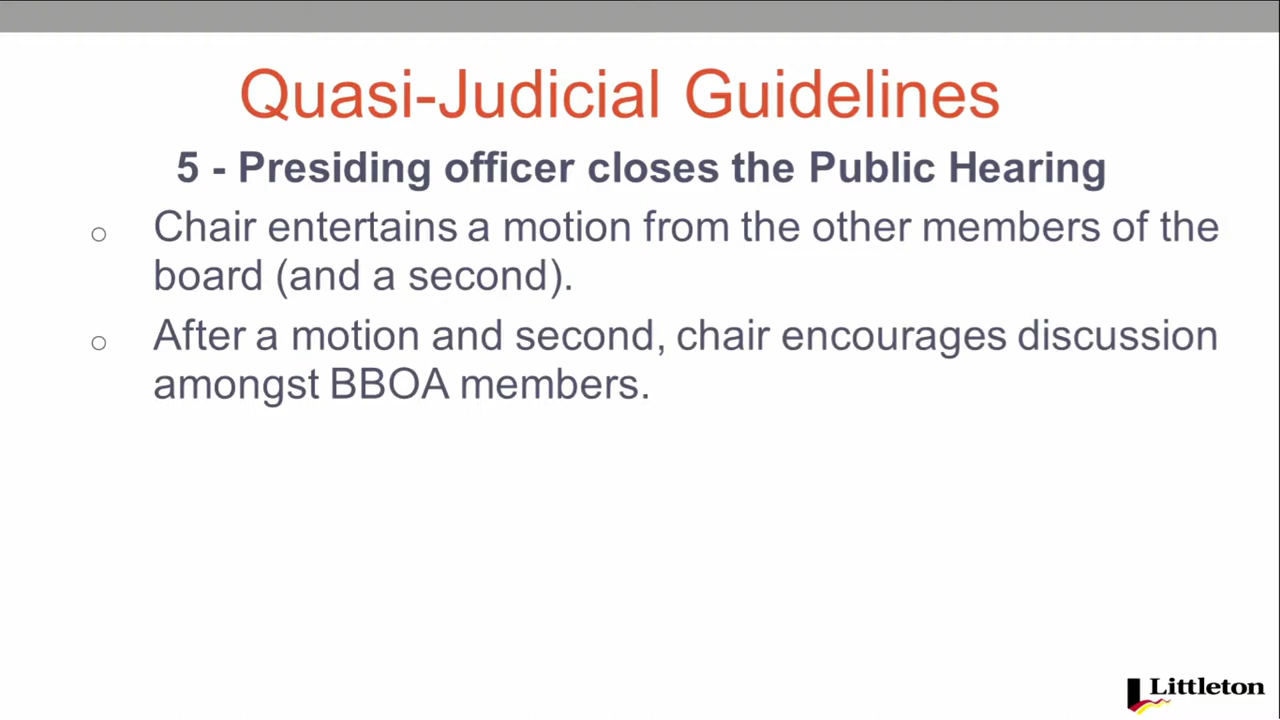 Quasi-Judicial Guidelines
5 - Presiding officer closes the Public Hearing
○ Chair entertains a motion from the other members of the
board (and a second).
○ After a motion and second, chair encourages discussion
amongst BBOA members.
Littleton